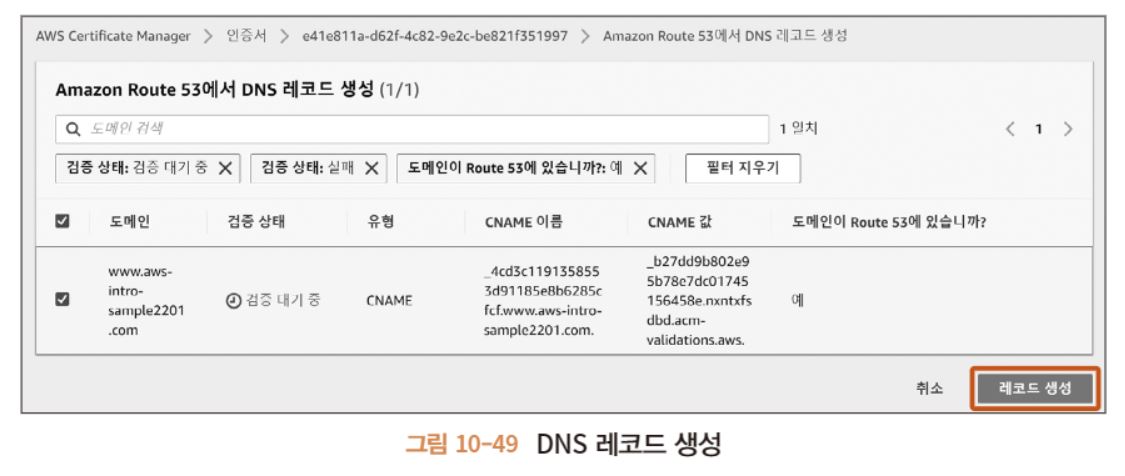 AWS Certificate Manager > 인증서 > e41e811a-d62f-4c82-9e2c-be821f351997 > Amazon Route 53에서 DNS 레코드 생성
Amazon Route 53에서 DNS 레코드 생성 (1/1)
도메인 검색
1 일치
< 1 >
검증 상태: 검증 대기 중 ✕ 검증 상태: 실패 ✕ 도메인이 Route 53에 있습니까?: 예 ✕ 필터 지우기
도메인 검증 상태 유형 CNAME 이름 CNAME 값 도메인이 Route 53에 있습니까?
www.aws-
intro-
sample2201
.com
검증 대기 중
CNAME
_4cd3c119135855
3d91185e8b6285c
fcf.www.aws-intro-
sample2201.com.
_b27dd9b802e9
5b78e7dc01745
156458e.nxntxfs
dbd.acm-
validations.aws.
예
취소 레코드 생성
그림 10-49 DNS 레코드 생성